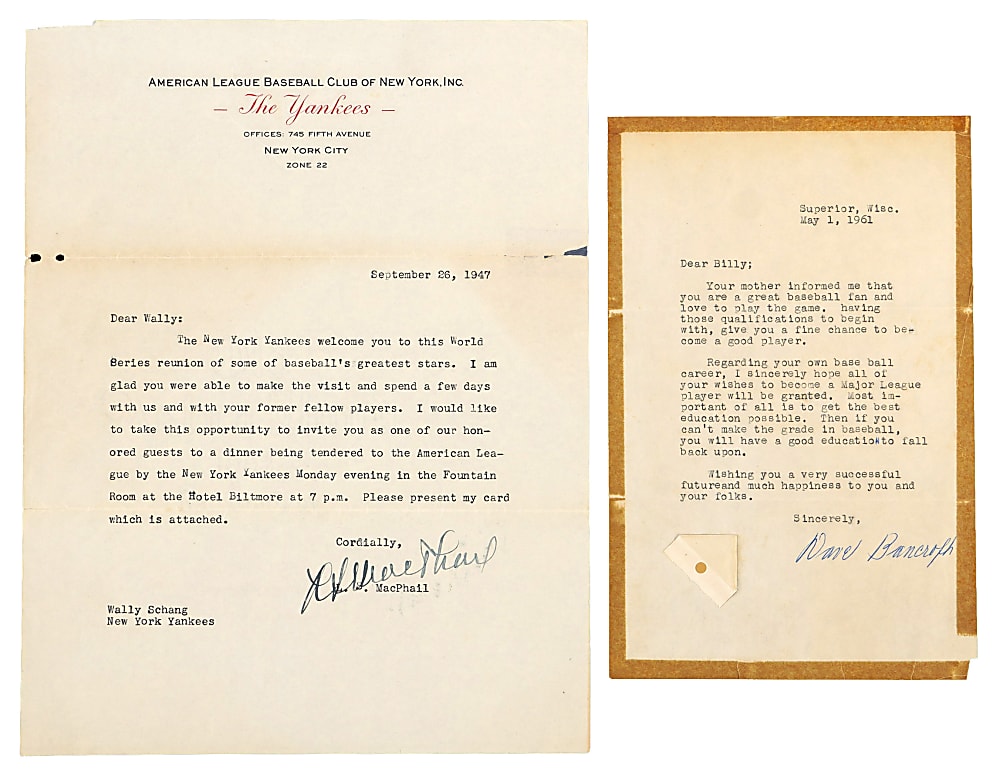 AMERICAN LEAGUE BASEBALL CLUB OF NEW YORK, INC.
— The Yankees —
OFFICES: 745 FIFTH AVENUE
NEW YORK CITY
ZONE 22
September 26, 1947
Dear Wally:
The New York Yankees welcome you to this World
Series reunion of some of baseball's greatest stars. I am
glad you were able to make the visit and spend a few days
with us and with your former fellow players. I would like
to take this opportunity to invite you as one of our hon-
ored guests to a dinner being tendered to the American Lea-
gue by the New York Yankees Monday evening in the Fountain
Room at the Hotel Biltmore at 7 p.m. Please present my card
which is attached.
Cordially,
L. S. MacPhail
MacPhail
Wally Schang
New York Yankees
Superior, Wisc.
May 1, 1961
Dear Billy;
Your mother informed me that
you are a great baseball fan and
love to play the game. having
those qualifications to begin
with, give you a fine chance to be-
come a good player.
Regarding your own base ball
career, I sincerely hope all of
your wishes to become a Major League
player will be granted. Most im-
portant of all is to get the best
education possible. Then if you
can't make the grade in baseball,
you will have a good education to fall
back upon.
Wishing you a very successful
futureand much happiness to you and
your folks.
Sincerely,
Dave Bancroft